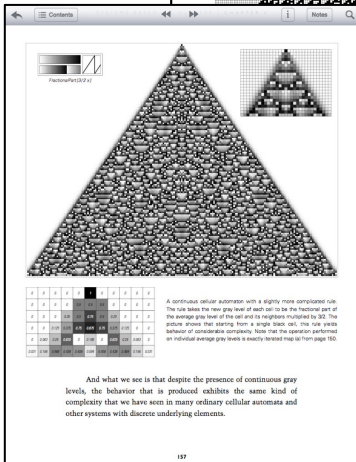 Contents
i
Notes
FractionalPart[3/2 x]
A continuous cellular automaton with a slightly more complicated rule.
The rule takes the new gray level of each cell to be the fractional part of
the average gray level of the cell and its neighbors multiplied by 3/2. The
picture shows that starting from a single black cell, this rule yields
behavior of considerable complexity. Note that the operation performed
on individual average gray levels is exactly iterated map (a) from page 150.
And what we see is that despite the presence of continuous gray
levels, the behavior that is produced exhibits the same kind of
complexity that we have seen in many ordinary cellular automata and
other systems with discrete underlying elements.
157